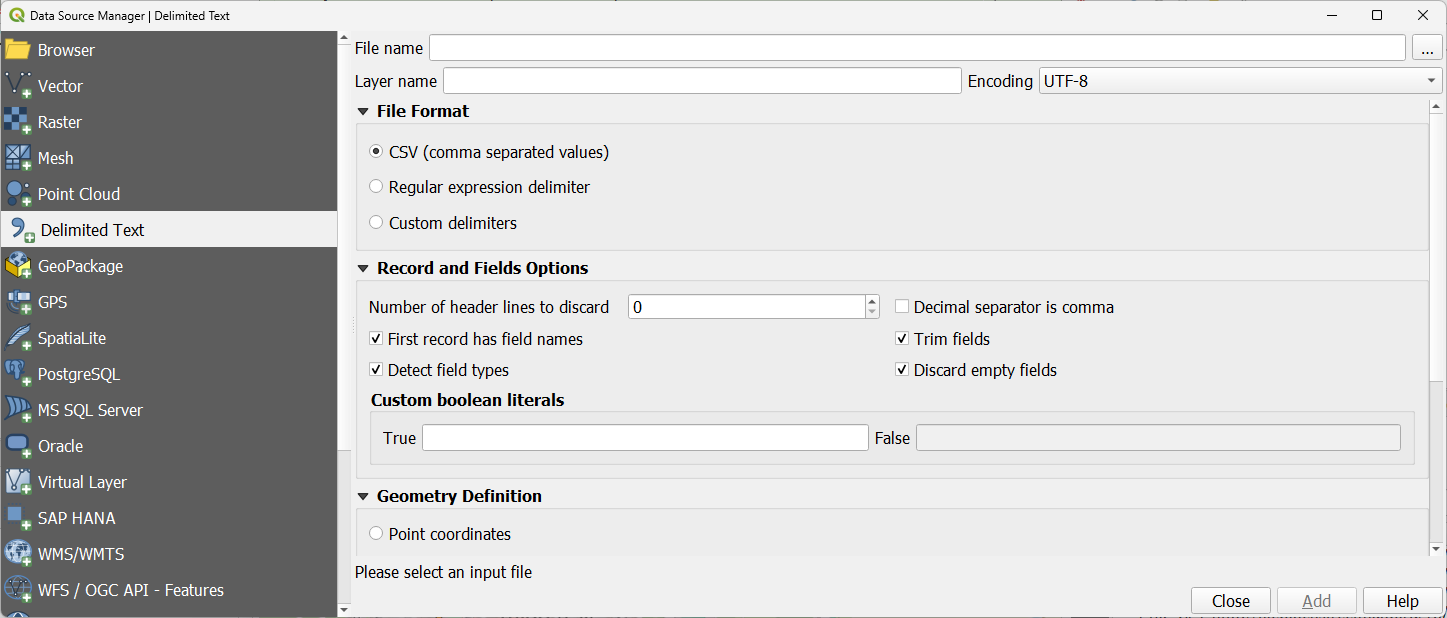 Data Source Manager | Delimited Text
Browser
Vector
Raster
Mesh
Point Cloud
Delimited Text
GeoPackage
GPS
SpatiaLite
PostgreSQL
MS SQL Server
Oracle
Virtual Layer
SAP HANA
WMS/WMTS
WFS / OGC API - Features
File name
...
Layer name
Encoding UTF-8
File Format
CSV (comma separated values)
Regular expression delimiter
Custom delimiters
Record and Fields Options
Number of header lines to discard 0
Decimal separator is comma
First record has field names
Trim fields
Detect field types
Discard empty fields
Custom boolean literals
True
False
Geometry Definition
Point coordinates
Please select an input file
Close
Add
Help